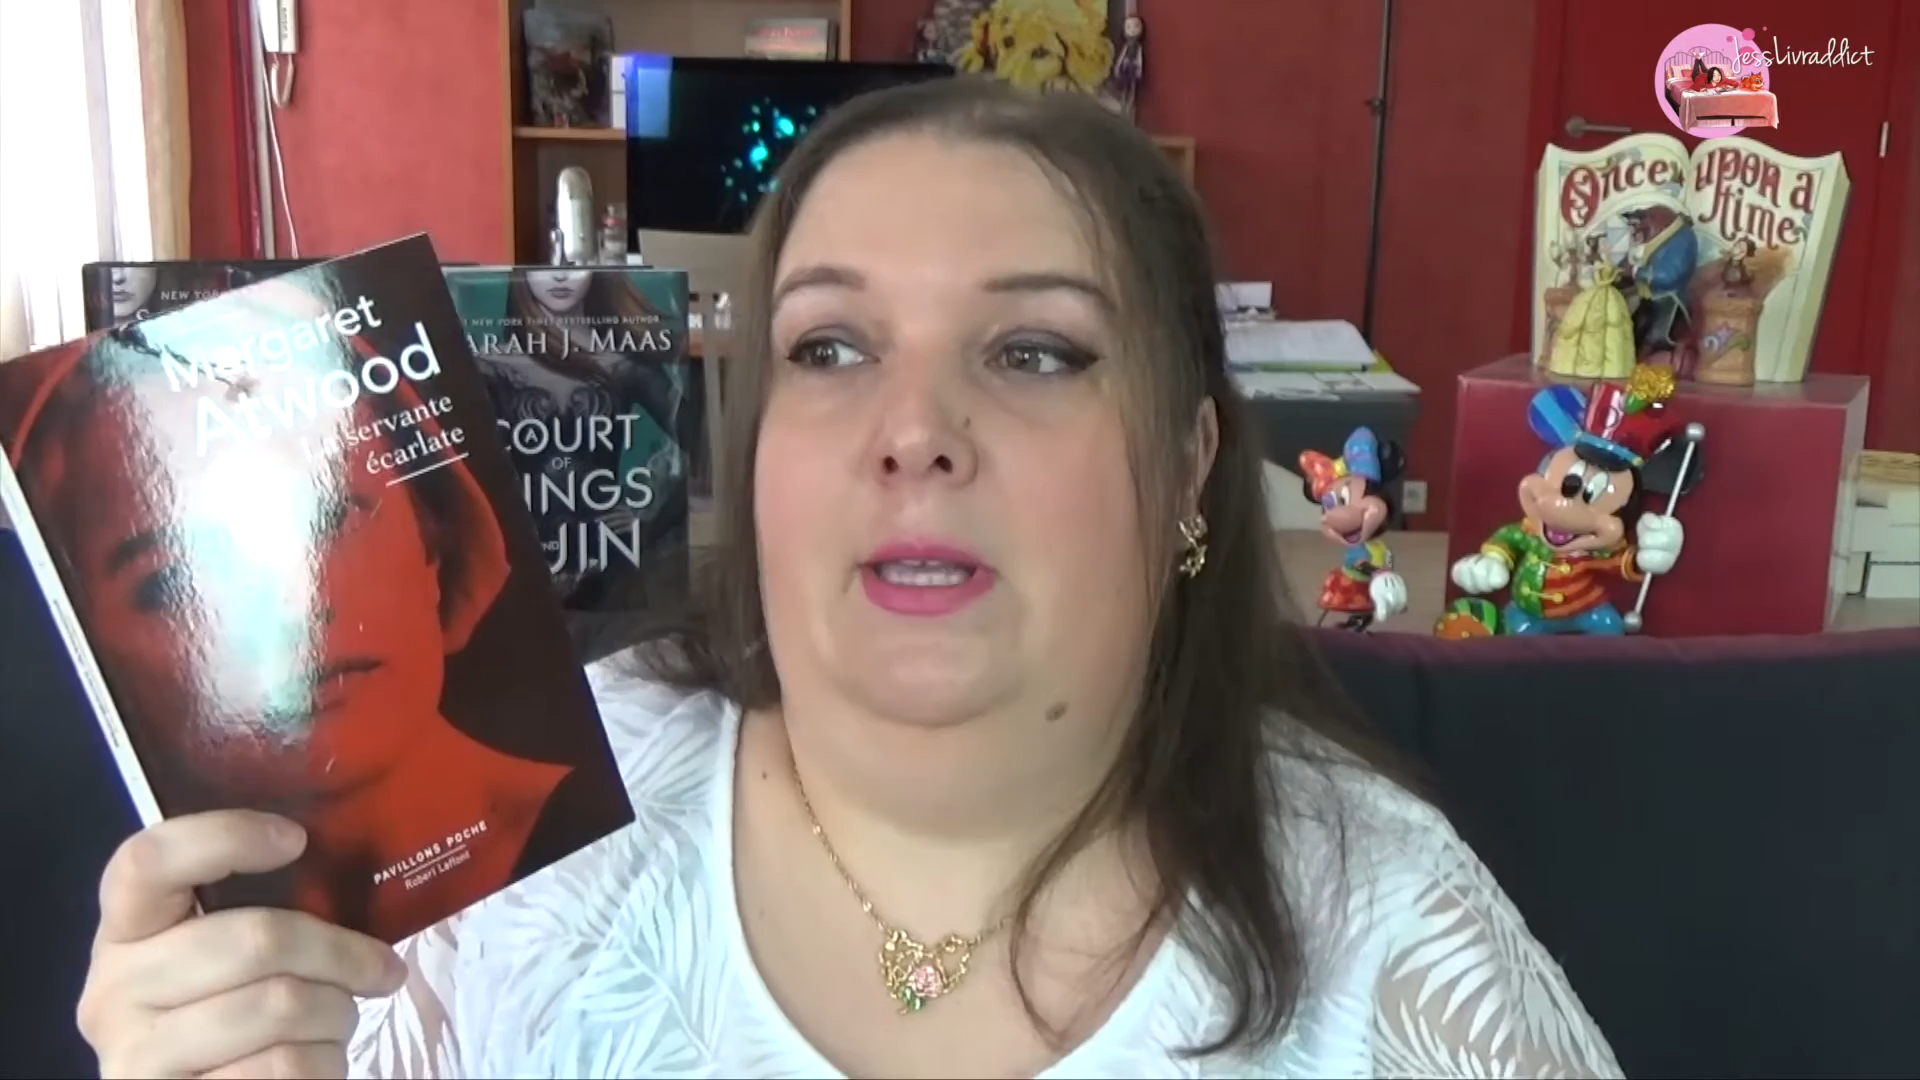 JessLivraddict
Once upon a
time
Margaret
Atwood
La servante
écarlate
PAVILLONS POCHE
Robert Laffont
NEW YOR
NEW YORK TIMES BESTSELLING AUTHOR
ARAH J. MAAS
A
COURT
OF
INGS
AND
UIN